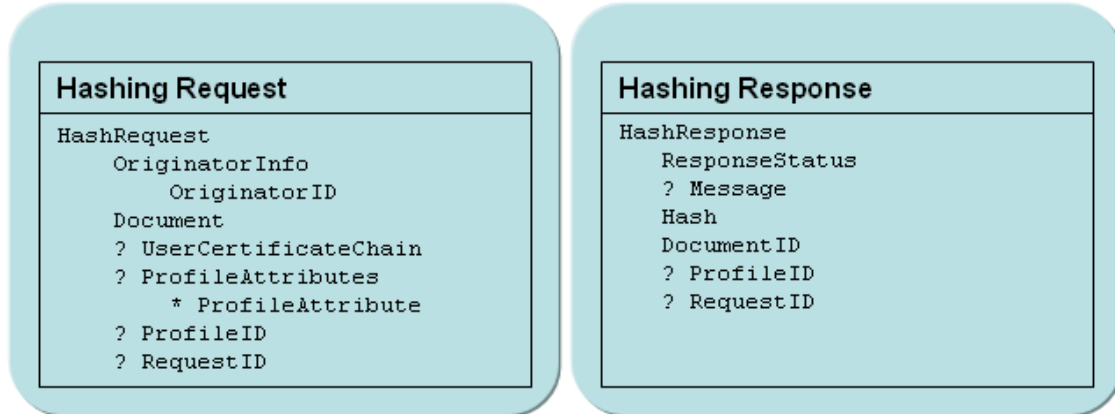 Hashing Request
HashRequest
OriginatorInfo
OriginatorID
Document
? UserCertificateChain
? ProfileAttributes
* ProfileAttribute
? ProfileID
? RequestID
Hashing Response
HashResponse
ResponseStatus
? Message
Hash
DocumentID
? ProfileID
? RequestID